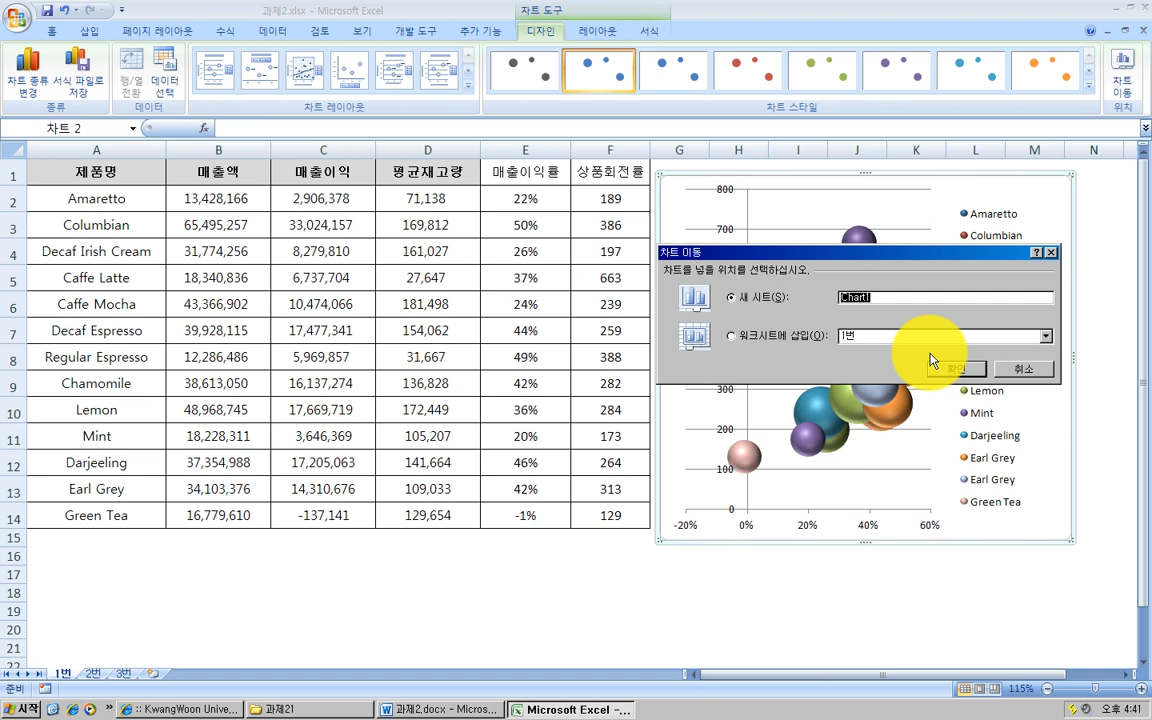 과제2.xlsx - Microsoft Excel
차트 도구
홈 삽입 페이지 레이아웃 수식 데이터 검토 보기 개발 도구 추가 기능 디자인 레이아웃 서식
차트 종류 변경
서식 파일로 저장
행/열 전환
데이터 선택
차트 이동
종류 데이터 차트 레이아웃 차트 스타일 위치
차트 2 fx
A B C D E F G H I J K L M N
1 제품명 매출액 매출이익 평균재고량 매출이익률 상품회전률
2 Amaretto 13,428,166 2,906,378 71,138 22% 189
3 Columbian 65,495,257 33,024,157 169,812 50% 386
4 Decaf Irish Cream 31,774,256 8,279,810 161,027 26% 197
5 Caffe Latte 18,340,836 6,737,704 27,647 37% 663
6 Caffe Mocha 43,366,902 10,474,066 181,498 24% 239
7 Decaf Espresso 39,928,115 17,477,341 154,062 44% 259
8 Regular Espresso 12,286,486 5,969,857 31,667 49% 388
9 Chamomile 38,613,050 16,137,274 136,828 42% 282
10 Lemon 48,968,745 17,669,719 172,449 36% 284
11 Mint 18,228,311 3,646,369 105,207 20% 173
12 Darjeeling 37,354,988 17,205,063 141,664 46% 264
13 Earl Grey 34,103,376 14,310,676 109,033 42% 313
14 Green Tea 16,779,610 -137,141 129,654 -1% 129
15
16
17
18
19
20
21
22
800
700
300
200
100
0
-20% 0% 20% 40% 60%
Amaretto
Columbian
Lemon
Mint
Darjeeling
Earl Grey
Earl Grey
Green Tea
차트 이동
차트를 넣을 위치를 선택하십시오.
새 시트(S): Chart1
워크시트에 삽입(O): 1번
확인 취소
1번 2번 3번
준비 115%
시작 :: KwangWoon Unive... 과제21 과제2.docx - Micros... Microsoft Excel -... 오후 4:41